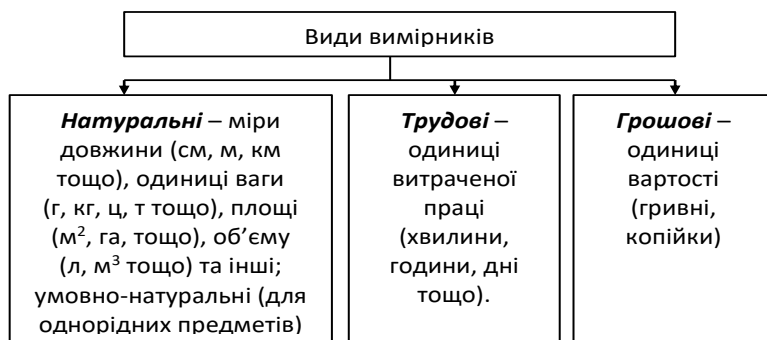 Види вимірників
Натуральні – міри
довжини (см, м, км
тощо), одиниці ваги
(г, кг, ц, т тощо), площі
(м², га, тощо), об’єму
(л, м³ тощо) та інші;
умовно-натуральні (для
однорідних предметів)
Трудові –
одиниці
витраченої
праці
(хвилини,
години, дні
тощо).
Грошові –
одиниці
вартості
(гривні,
копійки)